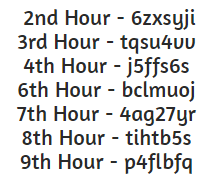 2nd Hour - 6zxsyji
3rd Hour - tqsu4vv
4th Hour - j5ffs6s
6th Hour - bclmuoj
7th Hour - 4ag27yr
8th Hour - tihtb5s
9th Hour - p4flbfq